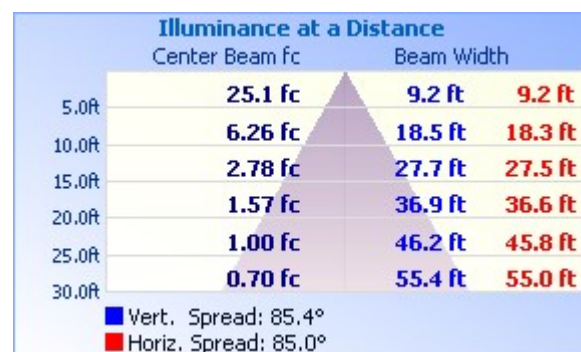 Illuminance at a Distance
Center Beam fc Beam Width
5.0ft 25.1 fc 9.2 ft 9.2 ft
10.0ft 6.26 fc 18.5 ft 18.3 ft
15.0ft 2.78 fc 27.7 ft 27.5 ft
20.0ft 1.57 fc 36.9 ft 36.6 ft
25.0ft 1.00 fc 46.2 ft 45.8 ft
30.0ft 0.70 fc 55.4 ft 55.0 ft
Vert. Spread: 85.4°
Horiz. Spread: 85.0°